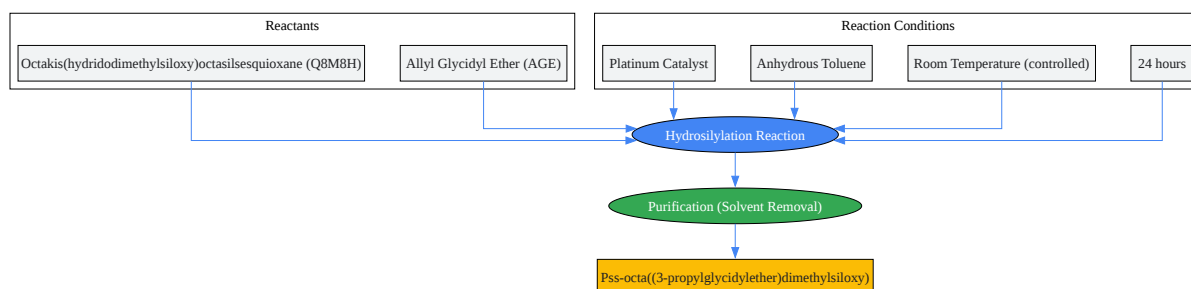 Reactants
Reaction Conditions
Octakis(hydridodimethylsiloxy)octasilsesquioxane (Q8M8H)
Allyl Glycidyl Ether (AGE)
Platinum Catalyst
Anhydrous Toluene
Room Temperature (controlled)
24 hours
Hydrosilylation Reaction
Purification (Solvent Removal)
Pss-octa((3-propylglycidylether)dimethylsiloxy)